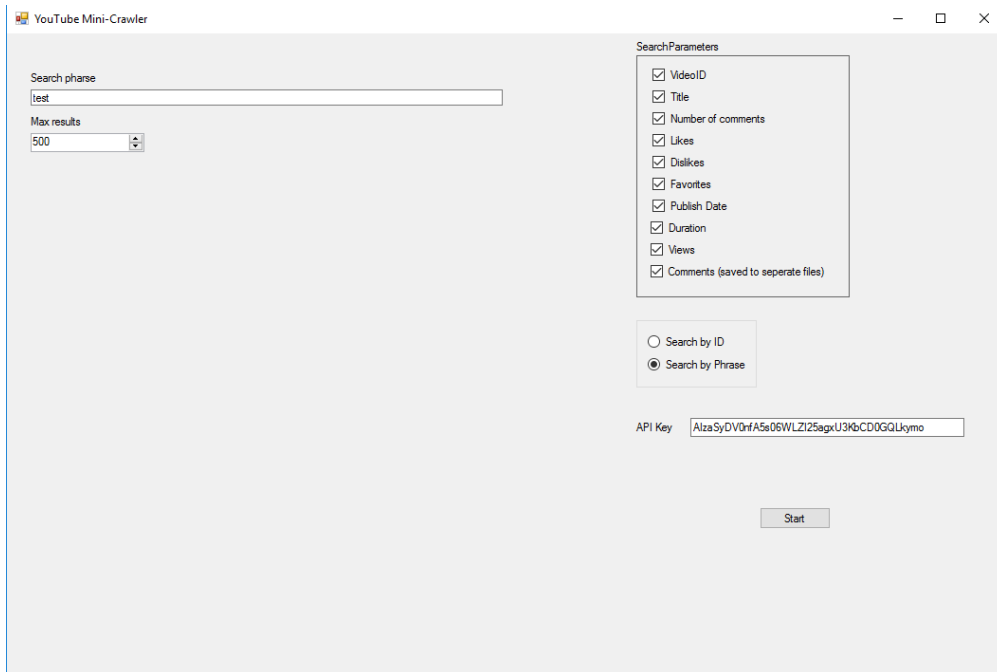 YouTube Mini-Crawler
SearchParameters
Search pharse
test
Max results
500
VideoID
Title
Number of comments
Likes
Dislikes
Favorites
Publish Date
Duration
Views
Comments (saved to seperate files)
Search by ID
Search by Phrase
API Key
Start